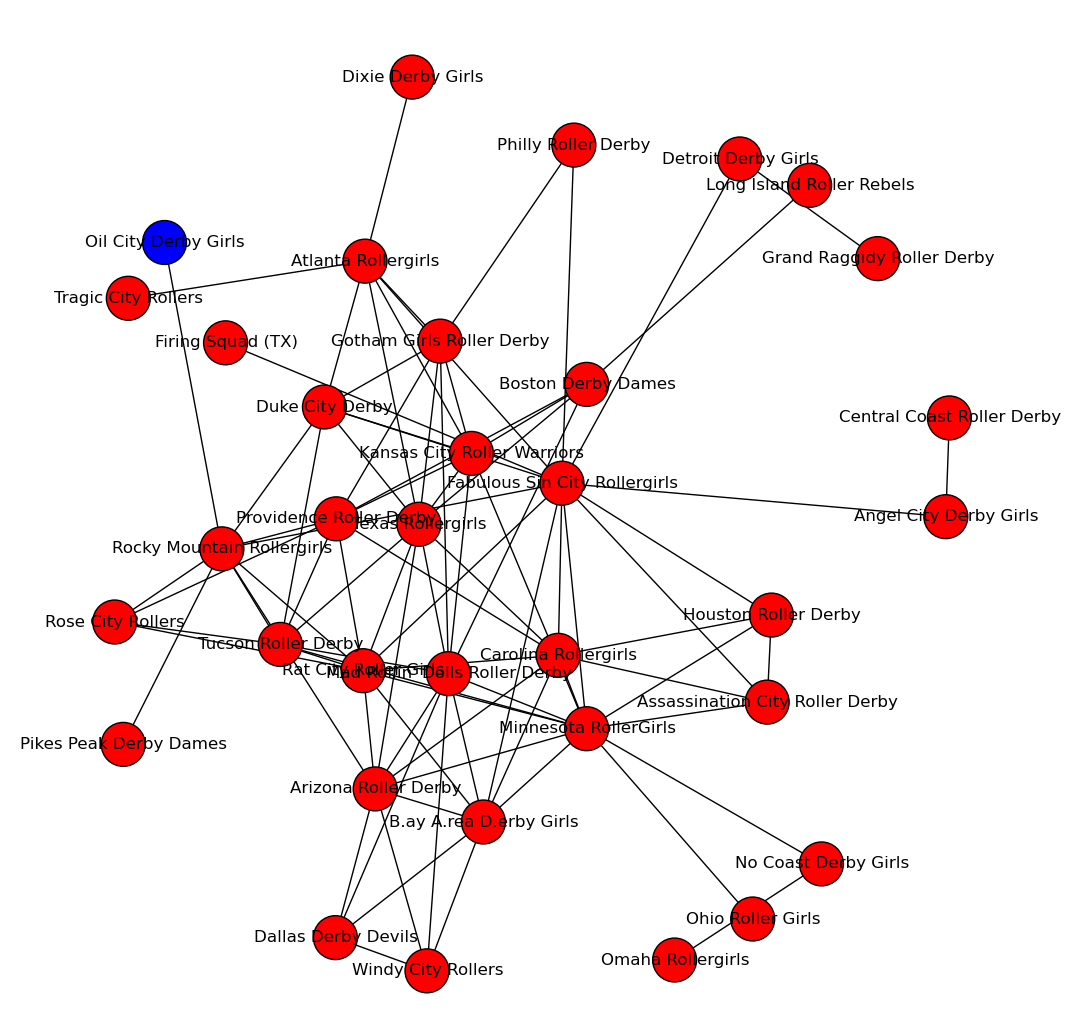 Dixie Derby Girls
Philly Roller Derby
Detroit Derby Girls
Long Island Roller Rebels
Oil City Derby Girls
Grand Raggidy Roller Derby
Atlanta Rollergirls
Tragic City Rollers
Firing Squad (TX)
Gotham Girls Roller Derby
Boston Derby Dames
Duke City Derby
Central Coast Roller Derby
Kansas City Roller Warriors
Fabulous Sin City Rollergirls
Angel City Derby Girls
Providence Roller Derby
Texas Rollergirls
Rocky Mountain Rollergirls
Houston Roller Derby
Rose City Rollers
Tucson Roller Derby
Carolina Rollergirls
Rat City Roller Girls
Mad Rollin' Dolls Roller Derby
Assassination City Roller Derby
Minnesota RollerGirls
Pikes Peak Derby Dames
Arizona Roller Derby
B.ay A.rea D.erby Girls
No Coast Derby Girls
Ohio Roller Girls
Dallas Derby Devils
Omaha Rollergirls
Windy City Rollers